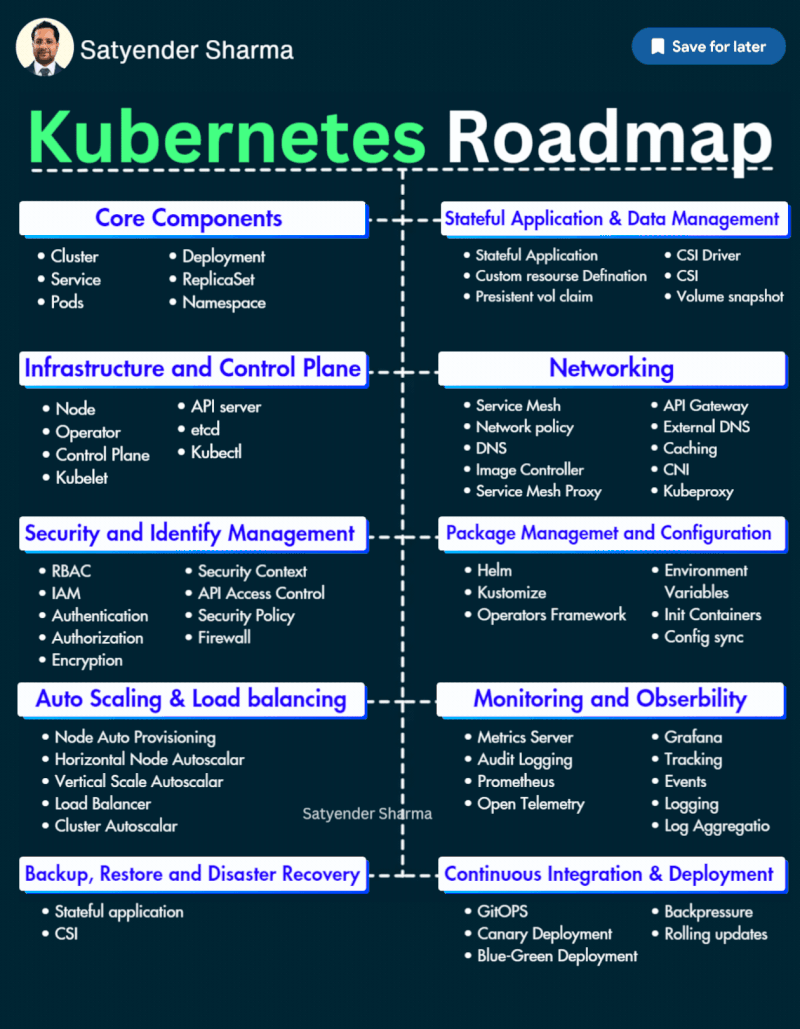 Satyender Sharma
Save for later
Kubernetes Roadmap
Core Components
• Cluster
• Service
• Pods
• Deployment
• ReplicaSet
• Namespace
Stateful Application & Data Management
• Stateful Application
• Custom resourse Defination
• Presistent vol claim
• CSI Driver
• CSI
• Volume snapshot
Infrastructure and Control Plane
• Node
• Operator
• Control Plane
• Kubelet
• API server
• etcd
• Kubectl
Networking
• Service Mesh
• Network policy
• DNS
• Image Controller
• Service Mesh Proxy
• API Gateway
• External DNS
• Caching
• CNI
• Kubeproxy
Security and Identify Management
• RBAC
• IAM
• Authentication
• Authorization
• Encryption
• Security Context
• API Access Control
• Security Policy
• Firewall
Package Managemet and Configuration
• Helm
• Kustomize
• Operators Framework
• Environment
Variables
• Init Containers
• Config sync
Auto Scaling & Load balancing
• Node Auto Provisioning
• Horizontal Node Autoscalar
• Vertical Scale Autoscalar
• Load Balancer
• Cluster Autoscalar
Satyender Sharma
Monitoring and Obserbility
• Metrics Server
• Audit Logging
• Prometheus
• Open Telemetry
• Grafana
• Tracking
• Events
• Logging
• Log Aggregatio
Backup, Restore and Disaster Recovery
• Stateful application
• CSI
Continuous Integration & Deployment
• GitOPS
• Canary Deployment
• Blue-Green Deployment
• Backpressure
• Rolling updates